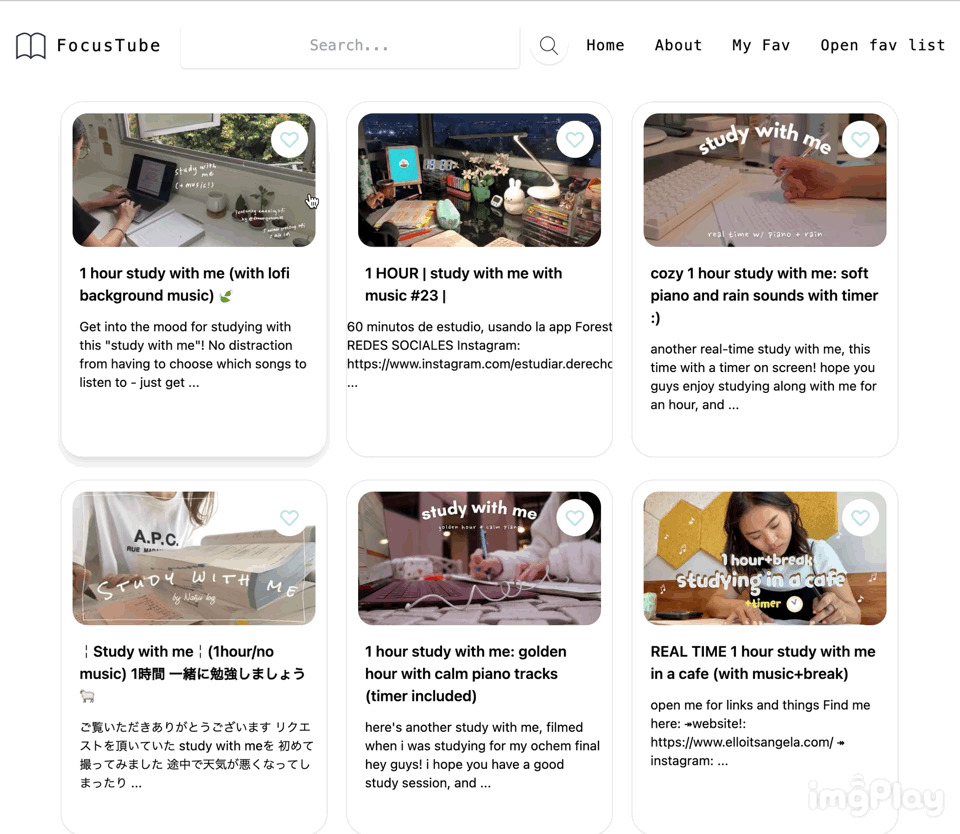 FocusTube
Search...
Home
About
My Fav
Open fav list
study with me
(+ music!)
1 hour study with me (with lofi
background music) 🍃
Get into the mood for studying with
this "study with me"! No distraction
from having to choose which songs to
listen to - just get ...
1 HOUR | study with me with
music #23 |
60 minutos de estudio, usando la app Forest
REDES SOCIALES Instagram:
https://www.instagram.com/estudiar.derecho
...
study with me
real time w/ piano + rain
cozy 1 hour study with me: soft
piano and rain sounds with timer
:)
another real-time study with me, this
time with a timer on screen! hope you
guys enjoy studying along with me for
an hour, and ...
A.P.C.
STUDY WITH ME
¦ Study with me ¦ (1hour/no
music) 1時間 一緒に勉強しましょう
🐑
ご覧いただきありがとうございます リクエ
ストを頂いていた study with meを 初めて
撮ってみました 途中で天気が悪くなってし
まったり ...
study with me
golden hour + calm piano
1 hour study with me: golden
hour with calm piano tracks
(timer included)
here's another study with me, filmed
when i was studying for my ochem final
hey guys! i hope you have a good
study session, and ...
1 hour+break
studying in a cafe
+timer
REAL TIME 1 hour study with me
in a cafe (with music+break)
open me for links and things Find me
here: ↠website!:
https://www.elloitsangela.com/ ↠
instagram: ...
imgPlay